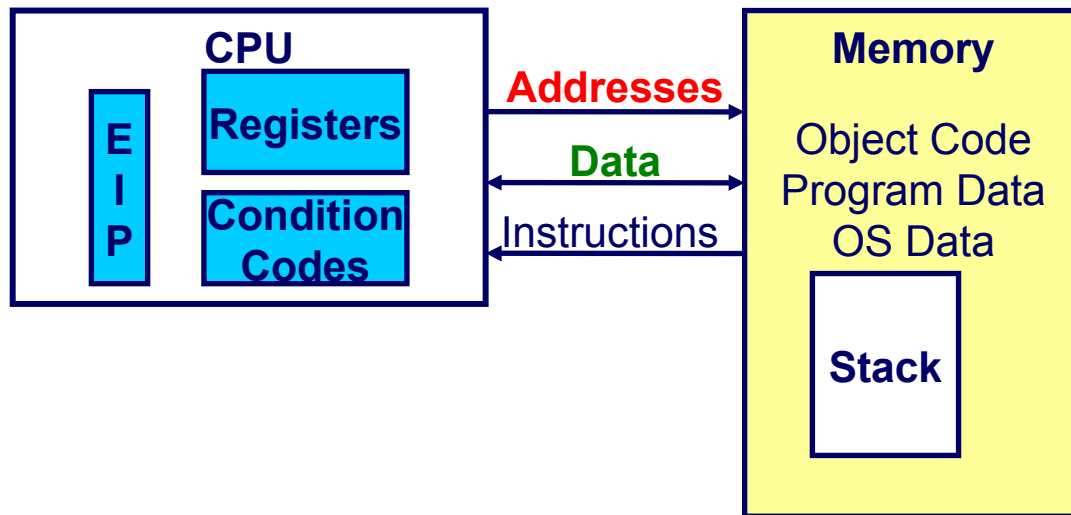 CPU
E
I
P
Registers
Condition
Codes
Addresses
Data
Instructions
Memory
Object Code
Program Data
OS Data
Stack